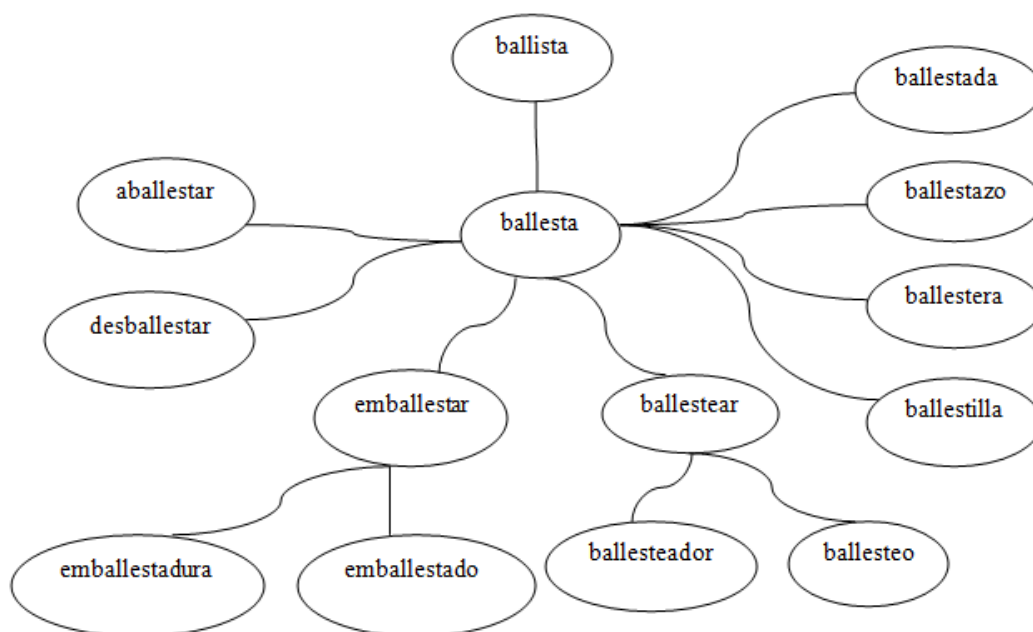 ballista
ballestada
aballestar
ballestazo
ballesta
ballestera
desballestar
emballestar
ballestear
ballestilla
emballestadura
emballestado
ballesteador
ballesteo